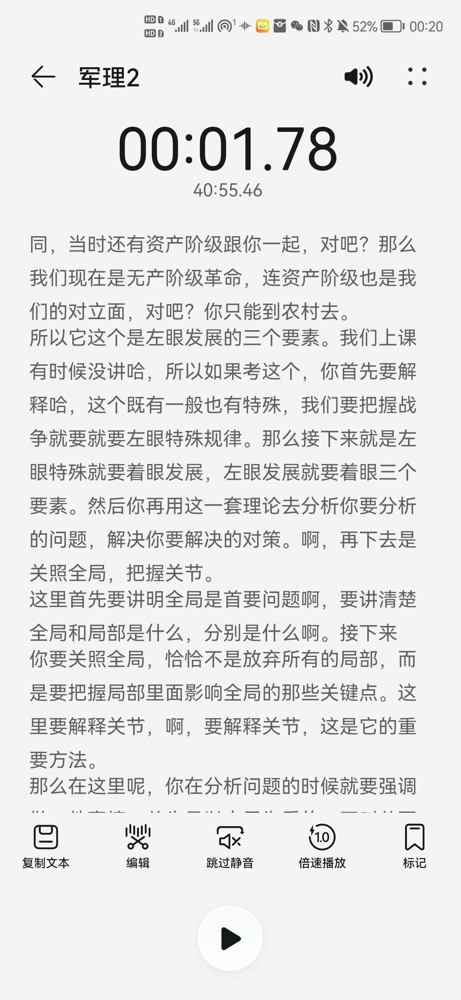 HD 1 4G 5G 1 52% 00:20
HD 2
军理2
00:01.78
40:55.46
同，当时还有资产阶级跟你一起，对吧？那么
我们现在是无产阶级革命，连资产阶级也是我
们的对立面，对吧？你只能到农村去。
所以它这个是左眼发展的三个要素。我们上课
有时候没讲哈，所以如果考这个，你首先要解
释哈，这个既有一般也有特殊，我们要把握战
争就要就要左眼特殊规律。那么接下来就是左
眼特殊就要着眼发展，左眼发展就要着眼三个
要素。然后你再用这一套理论去分析你要分析
的问题，解决你要解决的对策。啊，再下去是
关照全局，把握关节。
这里首先要讲明全局是首要问题啊，要讲清楚
全局和局部是什么，分别是什么啊。接下来
你要关照全局，恰恰不是放弃所有的局部，而
是要把握局部里面影响全局的那些关键点。这
里要解释关节，啊，要解释关节，这是它的重
要方法。
那么在这里呢，你在分析问题的时候就要强调
1.0
复制文本 编辑 跳过静音 倍速播放 标记